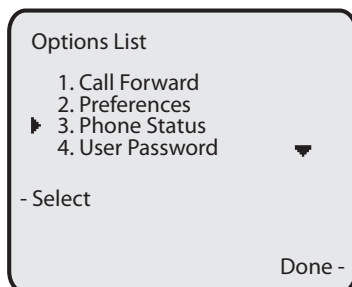 Options List
1. Call Forward
2. Preferences
3. Phone Status
4. User Password
- Select
Done -